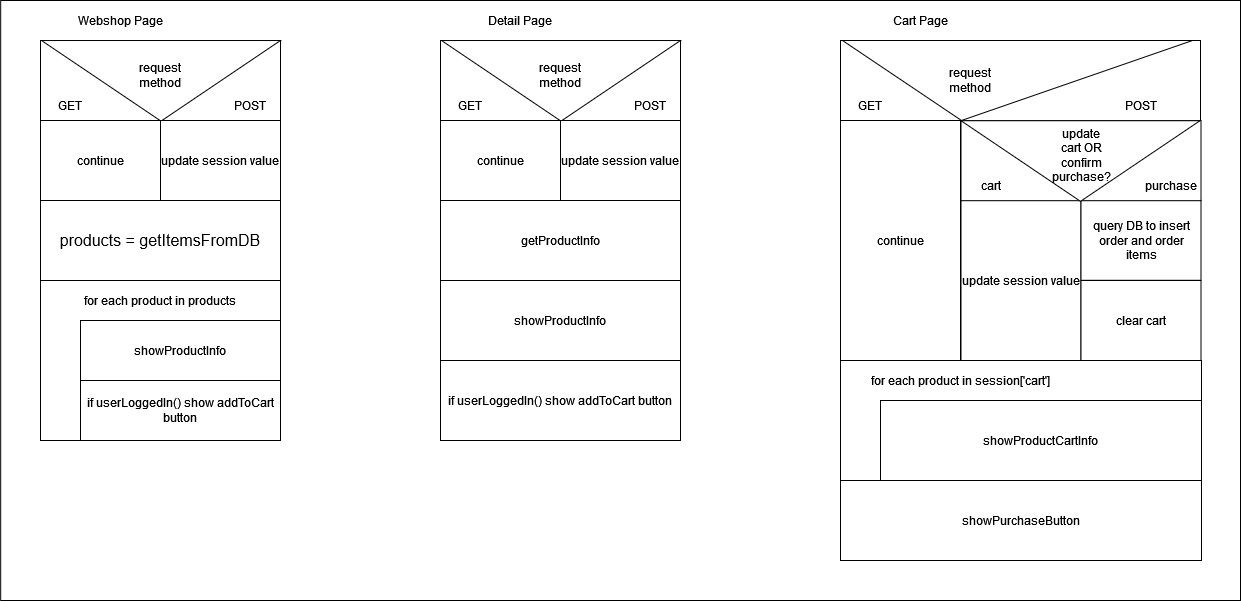 Webshop Page
request
method
GET
POST
continue
update session value
products = getItemsFromDB
for each product in products
showProductInfo
if userLoggedIn() show addToCart
button
Detail Page
request
method
GET
POST
continue
update session value
getProductInfo
showProductInfo
if userLoggedIn() show addToCart button
Cart Page
request
method
GET
POST
update
cart OR
confirm
purchase?
cart
purchase
continue
update session value
query DB to insert
order and order
items
clear cart
for each product in session['cart']
showProductCartInfo
showPurchaseButton